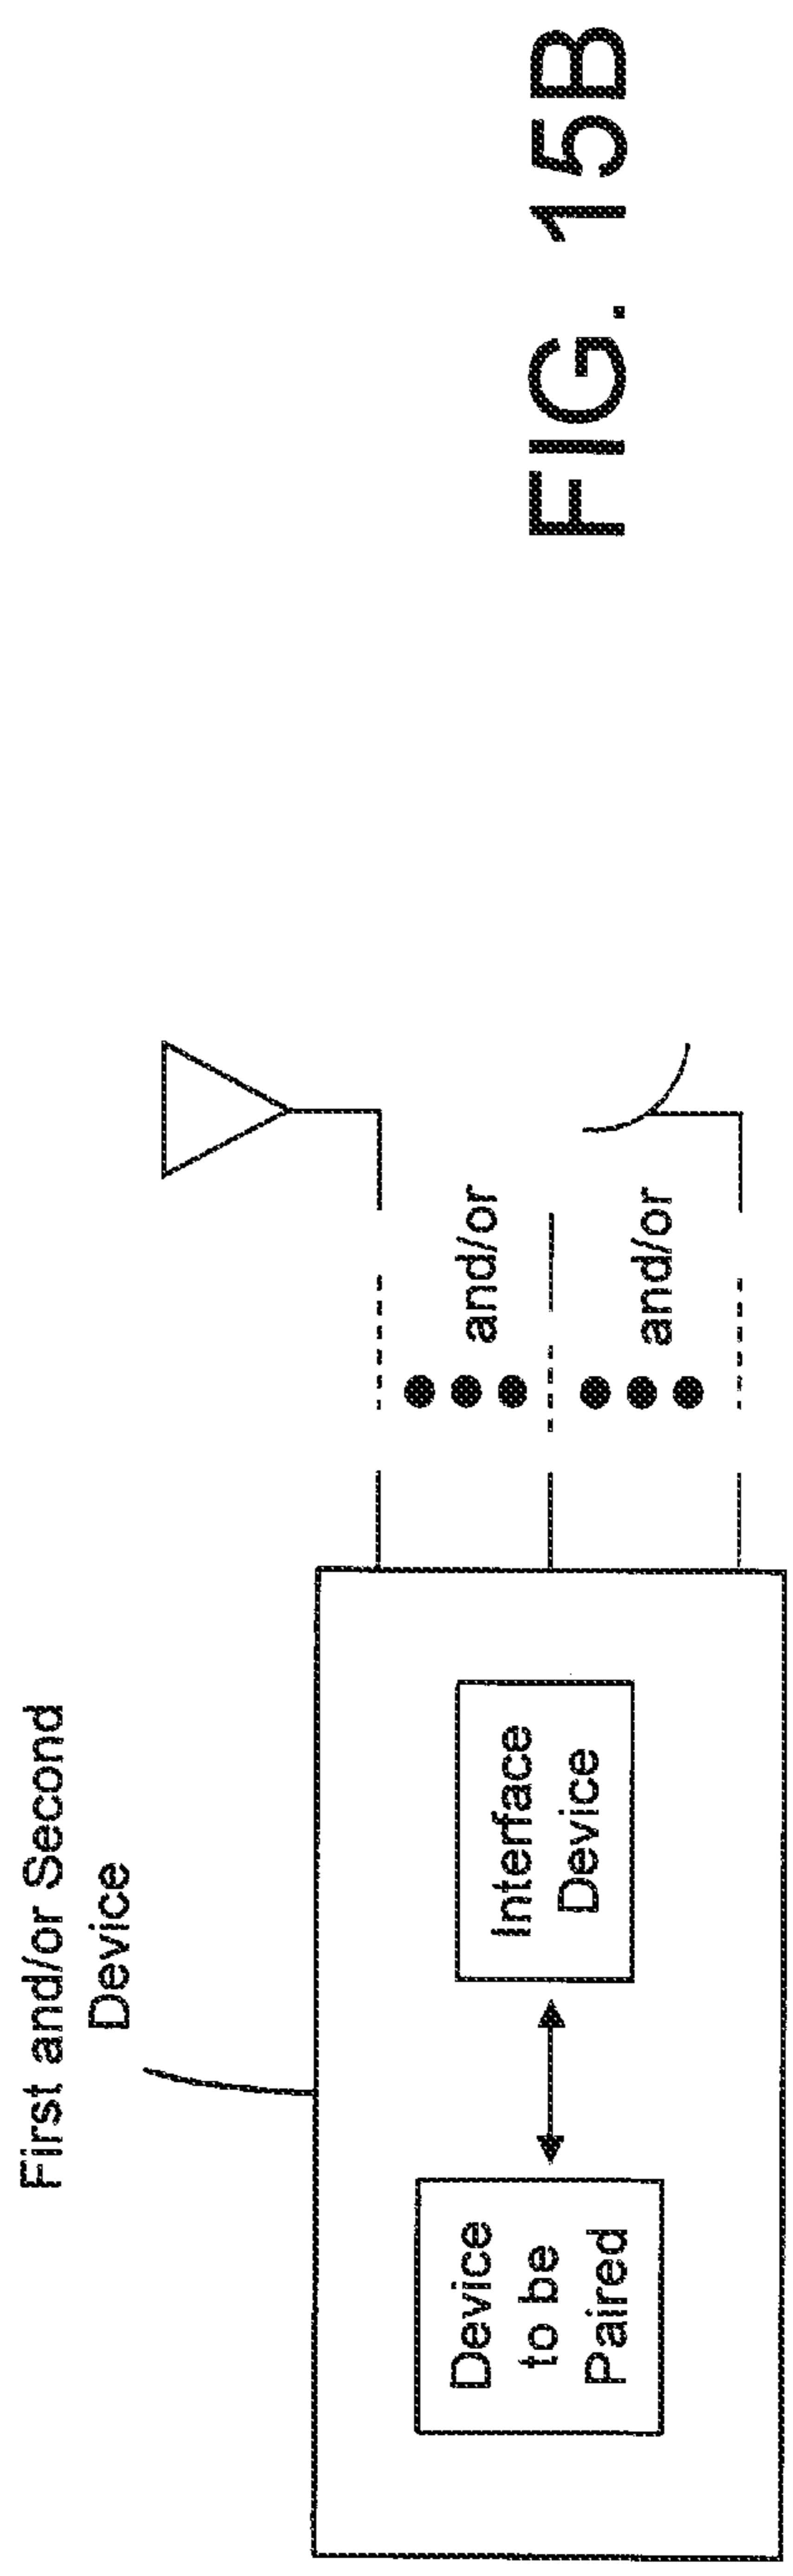 First and/or Second
Device
Device
to be
Paired
Interface
Device
and/or
and/or
FIG. 15B